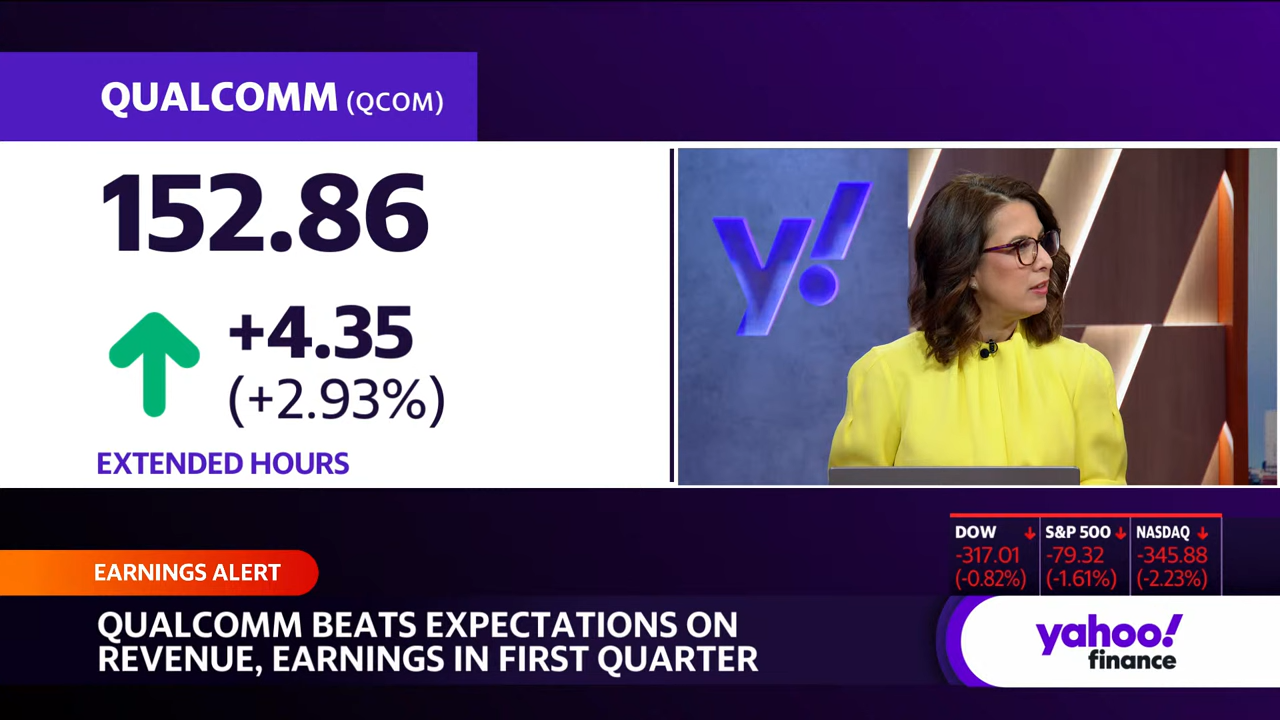 QUALCOMM (QCOM)
152.86
+4.35
(+2.93%)
EXTENDED HOURS
y!
DOW
-317.01
(-0.82%)
S&P 500
-79.32
(-1.61%)
NASDAQ
-345.88
(-2.23%)
EARNINGS ALERT
QUALCOMM BEATS EXPECTATIONS ON
REVENUE, EARNINGS IN FIRST QUARTER
yahoo!
finance